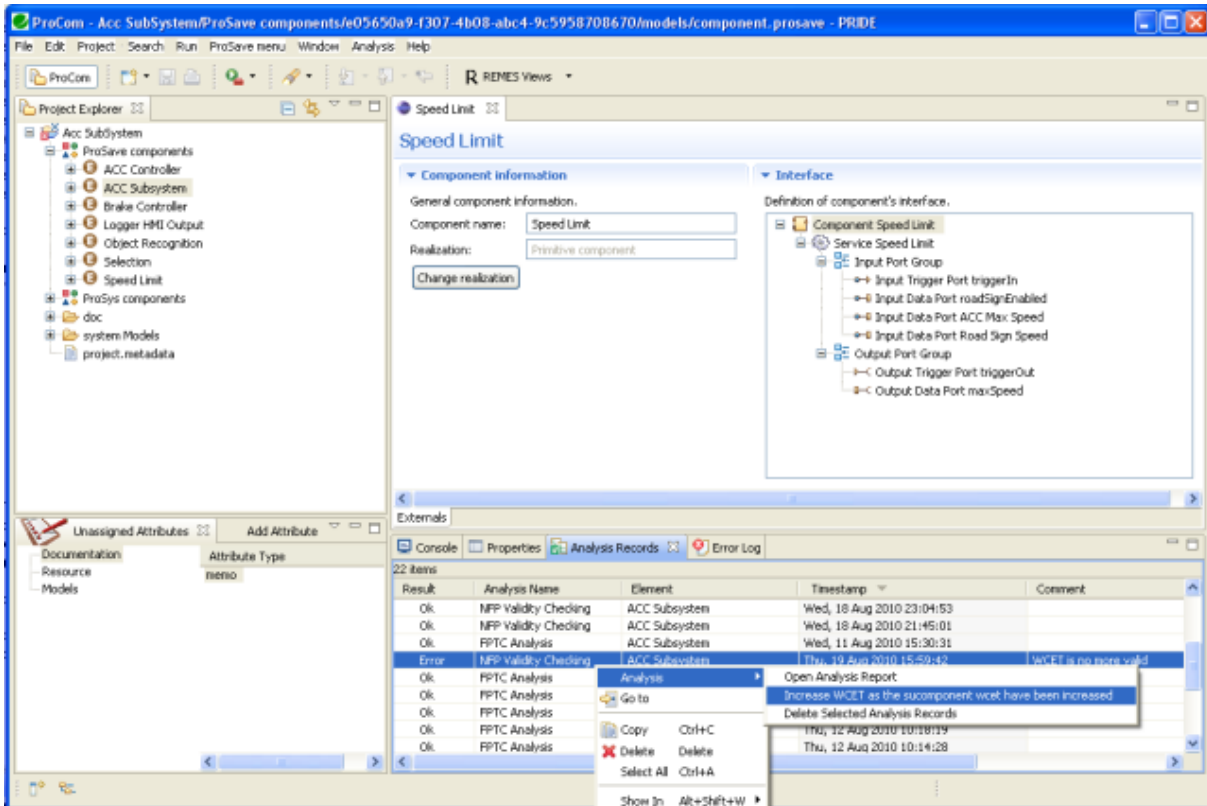 ProCom - Acc SubSystem/ProSave components/e05650a9-f307-4b08-abc4-9c5958708670/models/component.prosave - PRIDE
File Edit Project Search Run ProSave menu Window Analysis Help
ProCom REMES Views
Project Explorer
Acc SubSystem
ProSave components
ACC Controller
ACC Subsystem
Brake Controller
Logger HMI Output
Object Recognition
Selection
Speed Limit
ProSys components
doc
system Models
project.metadata
Speed Limit
Speed Limit
Component information
General component information.
Component name: Speed Limit
Realization: Primitive component
Change realization
Interface
Definition of component's interface.
Component Speed Limit
Service Speed Limit
Input Port Group
Input Trigger Port triggerIn
Input Data Port roadSignEnabled
Input Data Port ACC Max Speed
Input Data Port Road Sign Speed
Output Port Group
Output Trigger Port triggerOut
Output Data Port maxSpeed
Externals
Unassigned Attributes Add Attribute
Documentation
Resource
Models
Attribute Type
memo
Console Properties Analysis Records Error Log
22 items
Result Analysis Name Element Timestamp Comment
Ok NFP Validity Checking ACC Subsystem Wed, 18 Aug 2010 23:04:53
Ok NFP Validity Checking ACC Subsystem Wed, 18 Aug 2010 21:45:01
Ok FPTC Analysis ACC Subsystem Wed, 11 Aug 2010 15:30:31
Error NFP Validity Checking ACC Subsystem Thu, 19 Aug 2010 15:59:42 WCET is no more valid
Ok FPTC Analysis
Ok FPTC Analysis
Ok FPTC Analysis
Ok FPTC Analysis Thu, 12 Aug 2010 10:18:19
Ok FPTC Analysis Thu, 12 Aug 2010 10:14:28
Analysis
Go to
Copy Ctrl+C
Delete Delete
Select All Ctrl+A
Show In Alt+Shift+W
Open Analysis Report
Increase WCET as the sucomponent wcet have been increased
Delete Selected Analysis Records